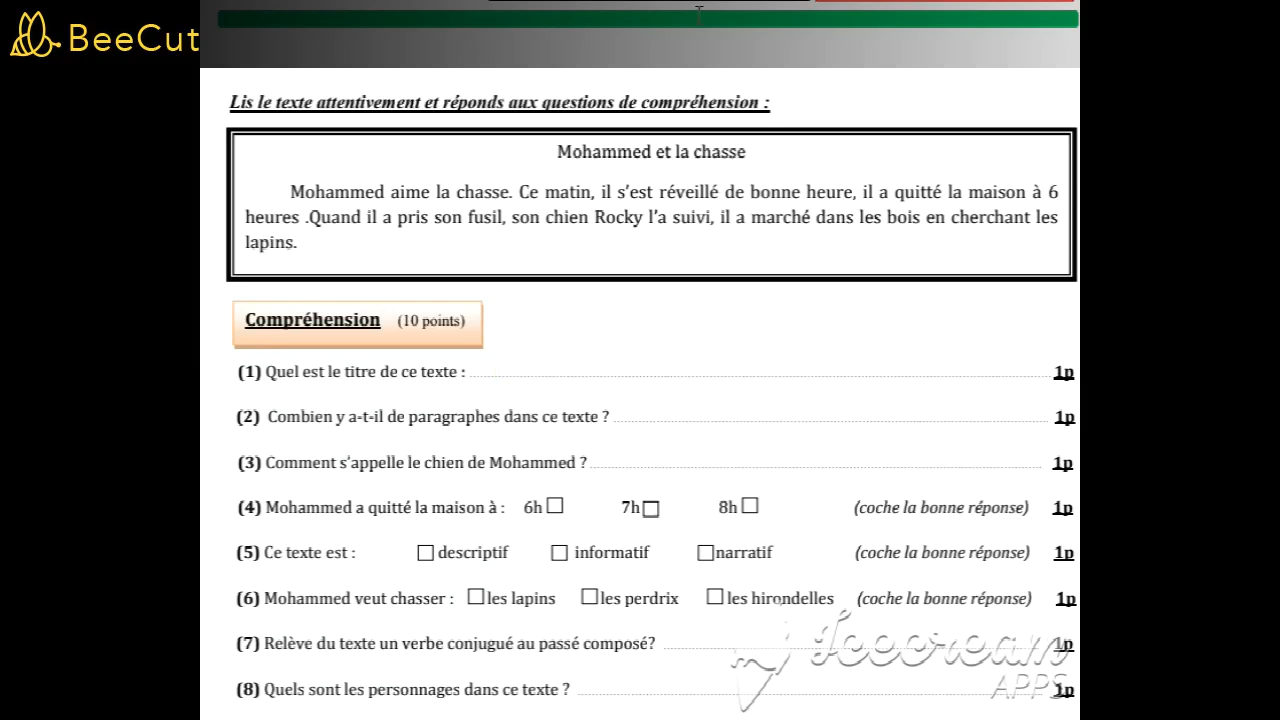 BeeCut
Lis le texte attentivement et réponds aux questions de compréhension :
Mohammed et la chasse
Mohammed aime la chasse. Ce matin, il s'est réveillé de bonne heure, il a quitté la maison à 6
heures .Quand il a pris son fusil, son chien Rocky l'a suivi, il a marché dans les bois en cherchant les
lapins.
Compréhension (10 points)
(1) Quel est le titre de ce texte : 1p
(2) Combien y a-t-il de paragraphes dans ce texte ? 1p
(3) Comment s'appelle le chien de Mohammed ? 1p
(4) Mohammed a quitté la maison à : 6h 7h 8h (coche la bonne réponse) 1p
(5) Ce texte est : descriptif informatif narratif (coche la bonne réponse) 1p
(6) Mohammed veut chasser : les lapins les perdrix les hirondelles (coche la bonne réponse) 1p
(7) Relève du texte un verbe conjugué au passé composé? 1p
(8) Quels sont les personnages dans ce texte ? 1p
Icecream
APPS